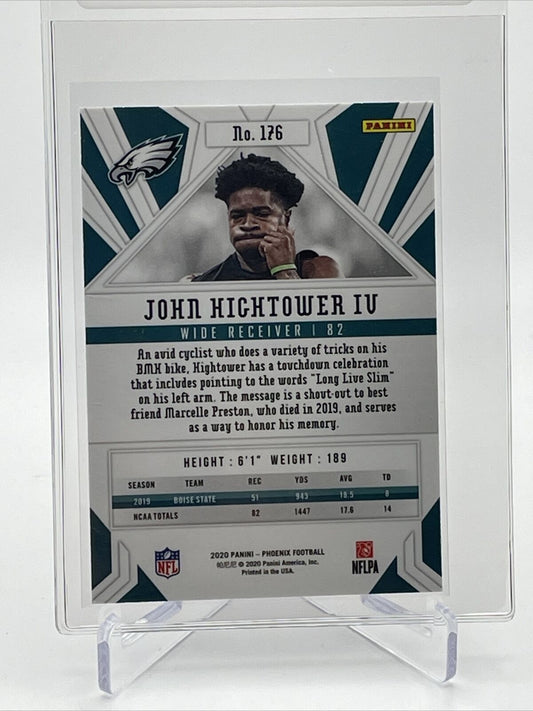 No. 176
PANINI
JOHN HIGHTOWER IV
WIDE RECEIVER | 82
An avid cyclist who does a variety of tricks on his
BMX bike, Hightower has a touchdown celebration
that includes pointing to the words "Long Live Slim"
on his left arm. The message is a shout-out to best
friend Marcelle Preston, who died in 2019, and serves
as a way to honor his memory.
HEIGHT : 6'1" WEIGHT : 189
SEASON TEAM REC YDS AVG TD
2019 BOISE STATE 51 943 18.5 8
NCAA TOTALS 82 1447 17.6 14
2020 PANINI – PHOENIX FOOTBALL
帕尼尼 © 2020 Panini America, Inc.
Printed in the USA.
NFL
NFLPA